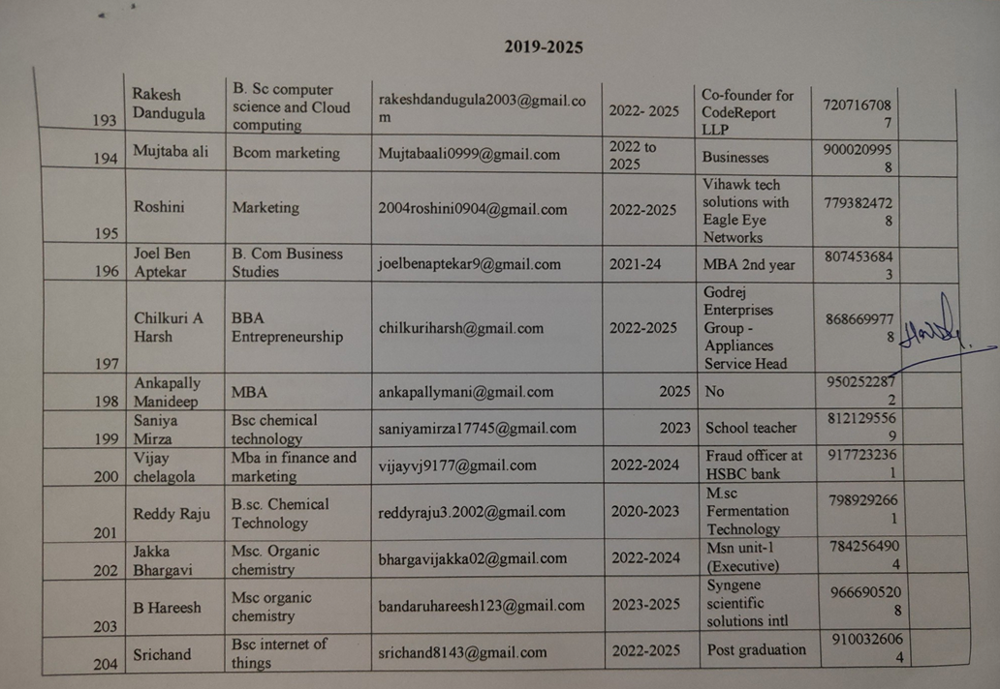 2019-2025
193 Rakesh Dandugula B. Sc computer science and Cloud computing rakeshdandugula2003@gmail.com 2022- 2025 Co-founder for CodeReport LLP 7207167087
194 Mujtaba ali Bcom marketing Mujtabaali0999@gmail.com 2022 to 2025 Businesses 9000209958
195 Roshini Marketing 2004roshini0904@gmail.com 2022-2025 Vihawk tech solutions with Eagle Eye Networks 7793824728
196 Joel Ben Aptekar B. Com Business Studies joelbenaptekar9@gmail.com 2021-24 MBA 2nd year 8074536843
197 Chilkuri A Harsh BBA Entrepreneurship chilkuriharsh@gmail.com 2022-2025 Godrej Enterprises Group - Appliances Service Head 8686699778
198 Ankapally Manideep MBA ankapallymani@gmail.com 2025 No 9502522872
199 Saniya Mirza Bsc chemical technology saniyamirza17745@gmail.com 2023 School teacher 8121295569
200 Vijay chelagola Mba in finance and marketing vijayvj9177@gmail.com 2022-2024 Fraud officer at HSBC bank 9177232361
201 Reddy Raju B.sc. Chemical Technology reddyraju3.2002@gmail.com 2020-2023 M.sc Fermentation Technology 7989292661
202 Jakka Bhargavi Msc. Organic chemistry bhargavijakka02@gmail.com 2022-2024 Msn unit-1 (Executive) 7842564904
203 B Hareesh Msc organic chemistry bandaruhareesh123@gmail.com 2023-2025 Syngene scientific solutions intl 9666905208
204 Srichand Bsc internet of things srichand8143@gmail.com 2022-2025 Post graduation 9100326064